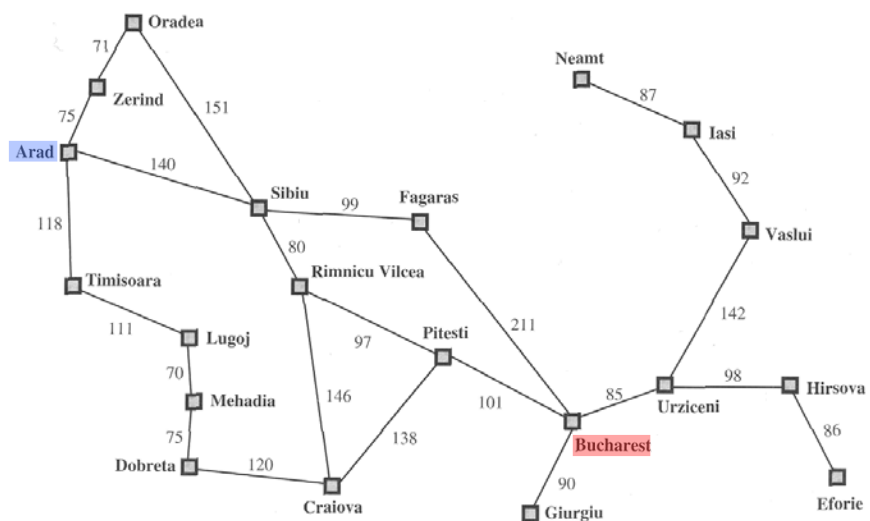 Oradea
71
Neamt
Zerind
87
75
151
Iasi
Arad
140
92
Sibiu
99
Fagaras
118
Vaslui
80
Timisoara
Rimnicu Vilcea
142
111
Lugoj
97
Pitesti
211
70
98
Mehadia
146
101
85
Urziceni
Hirsova
75
138
86
Bucharest
Dobreta
120
90
Craiova
Giurgiu
Eforie